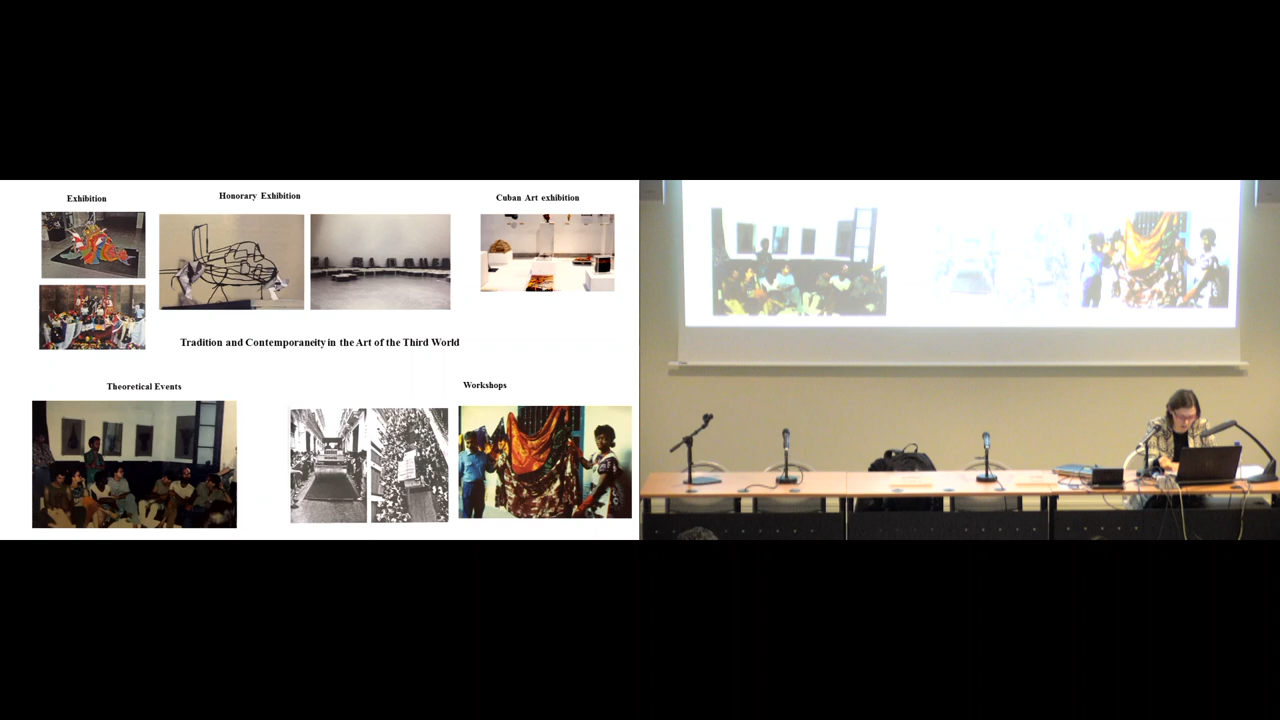 Exhibition
Honorary Exhibition
Cuban Art exhibition
Tradition and Contemporaneity in the Art of the Third World
Theoretical Events
Workshops